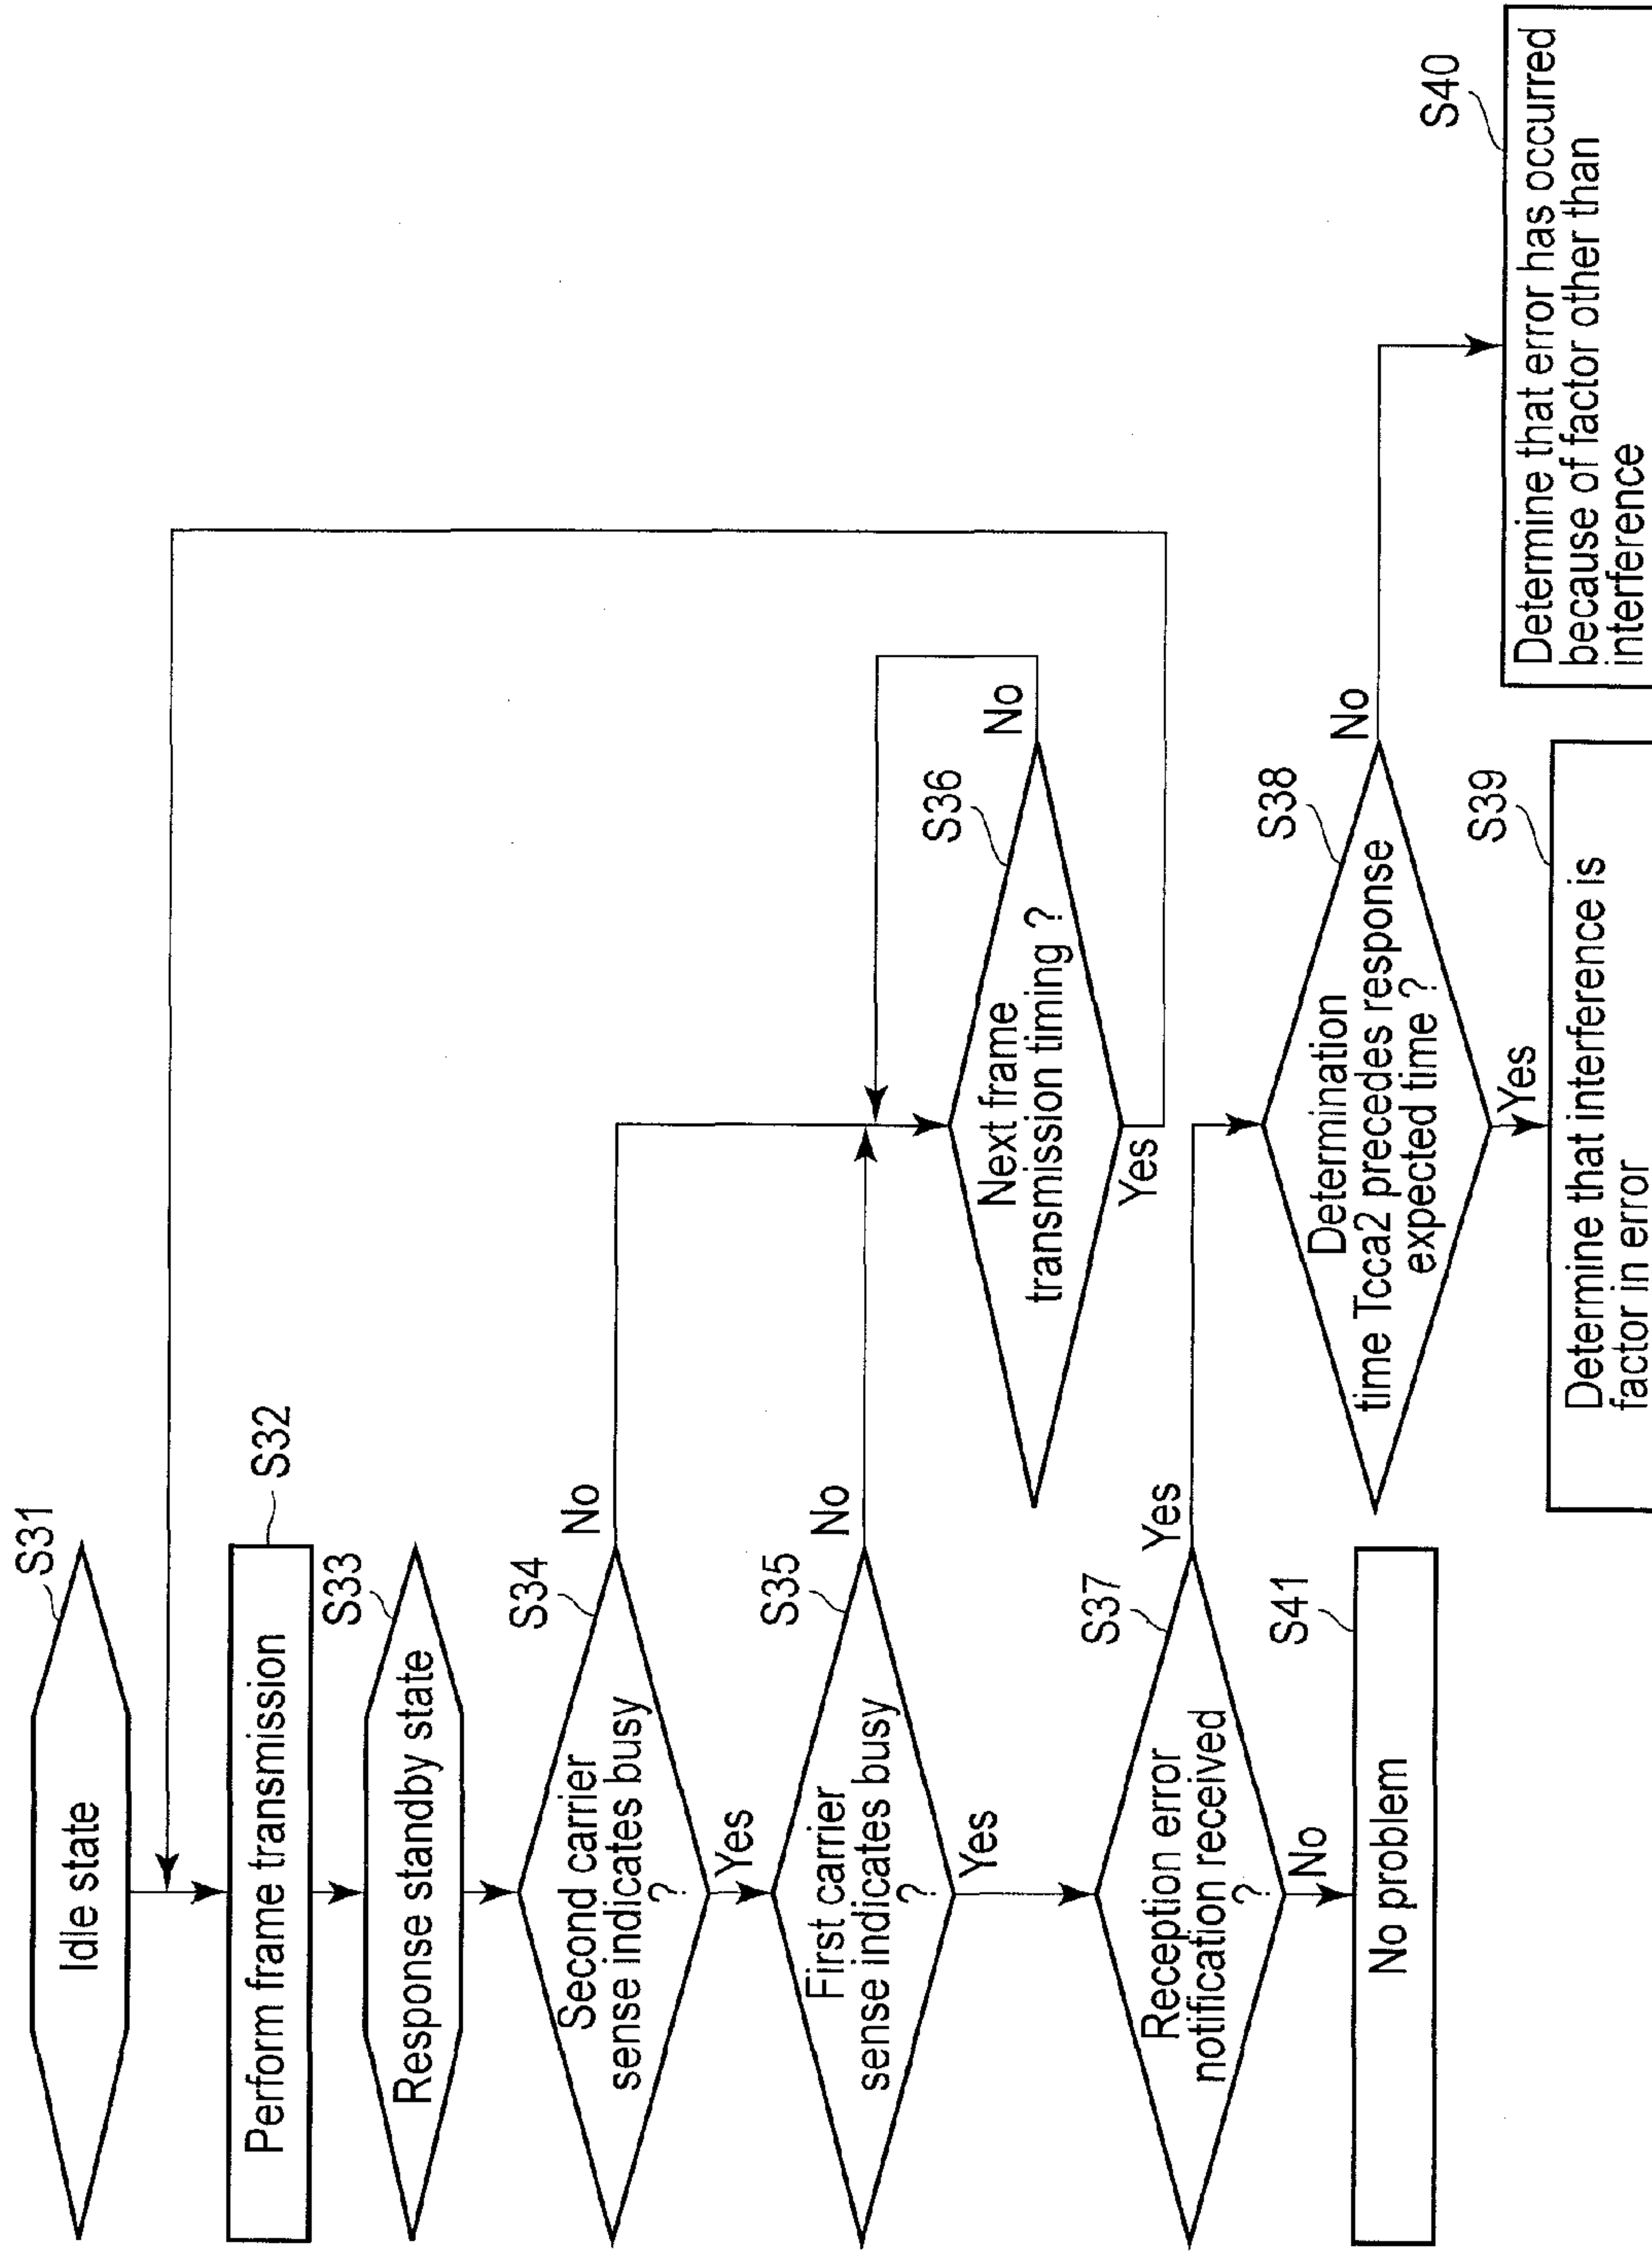 S31
Idle state
S32
Perform frame transmission
S33
Response standby state
S34
Second carrier
sense indicates busy
?
No
Yes
S35
First carrier
sense indicates busy
?
No
Yes
S36
Next frame
transmission timing ?
No
Yes
S37
Reception error
notification received
?
Yes
No
S38
Determination
time Tcca2 precedes response
expected time ?
No
Yes
S41
No problem
S39
Determine that interference is
factor in error
S40
Determine that error has occurred
because of factor other than
interference